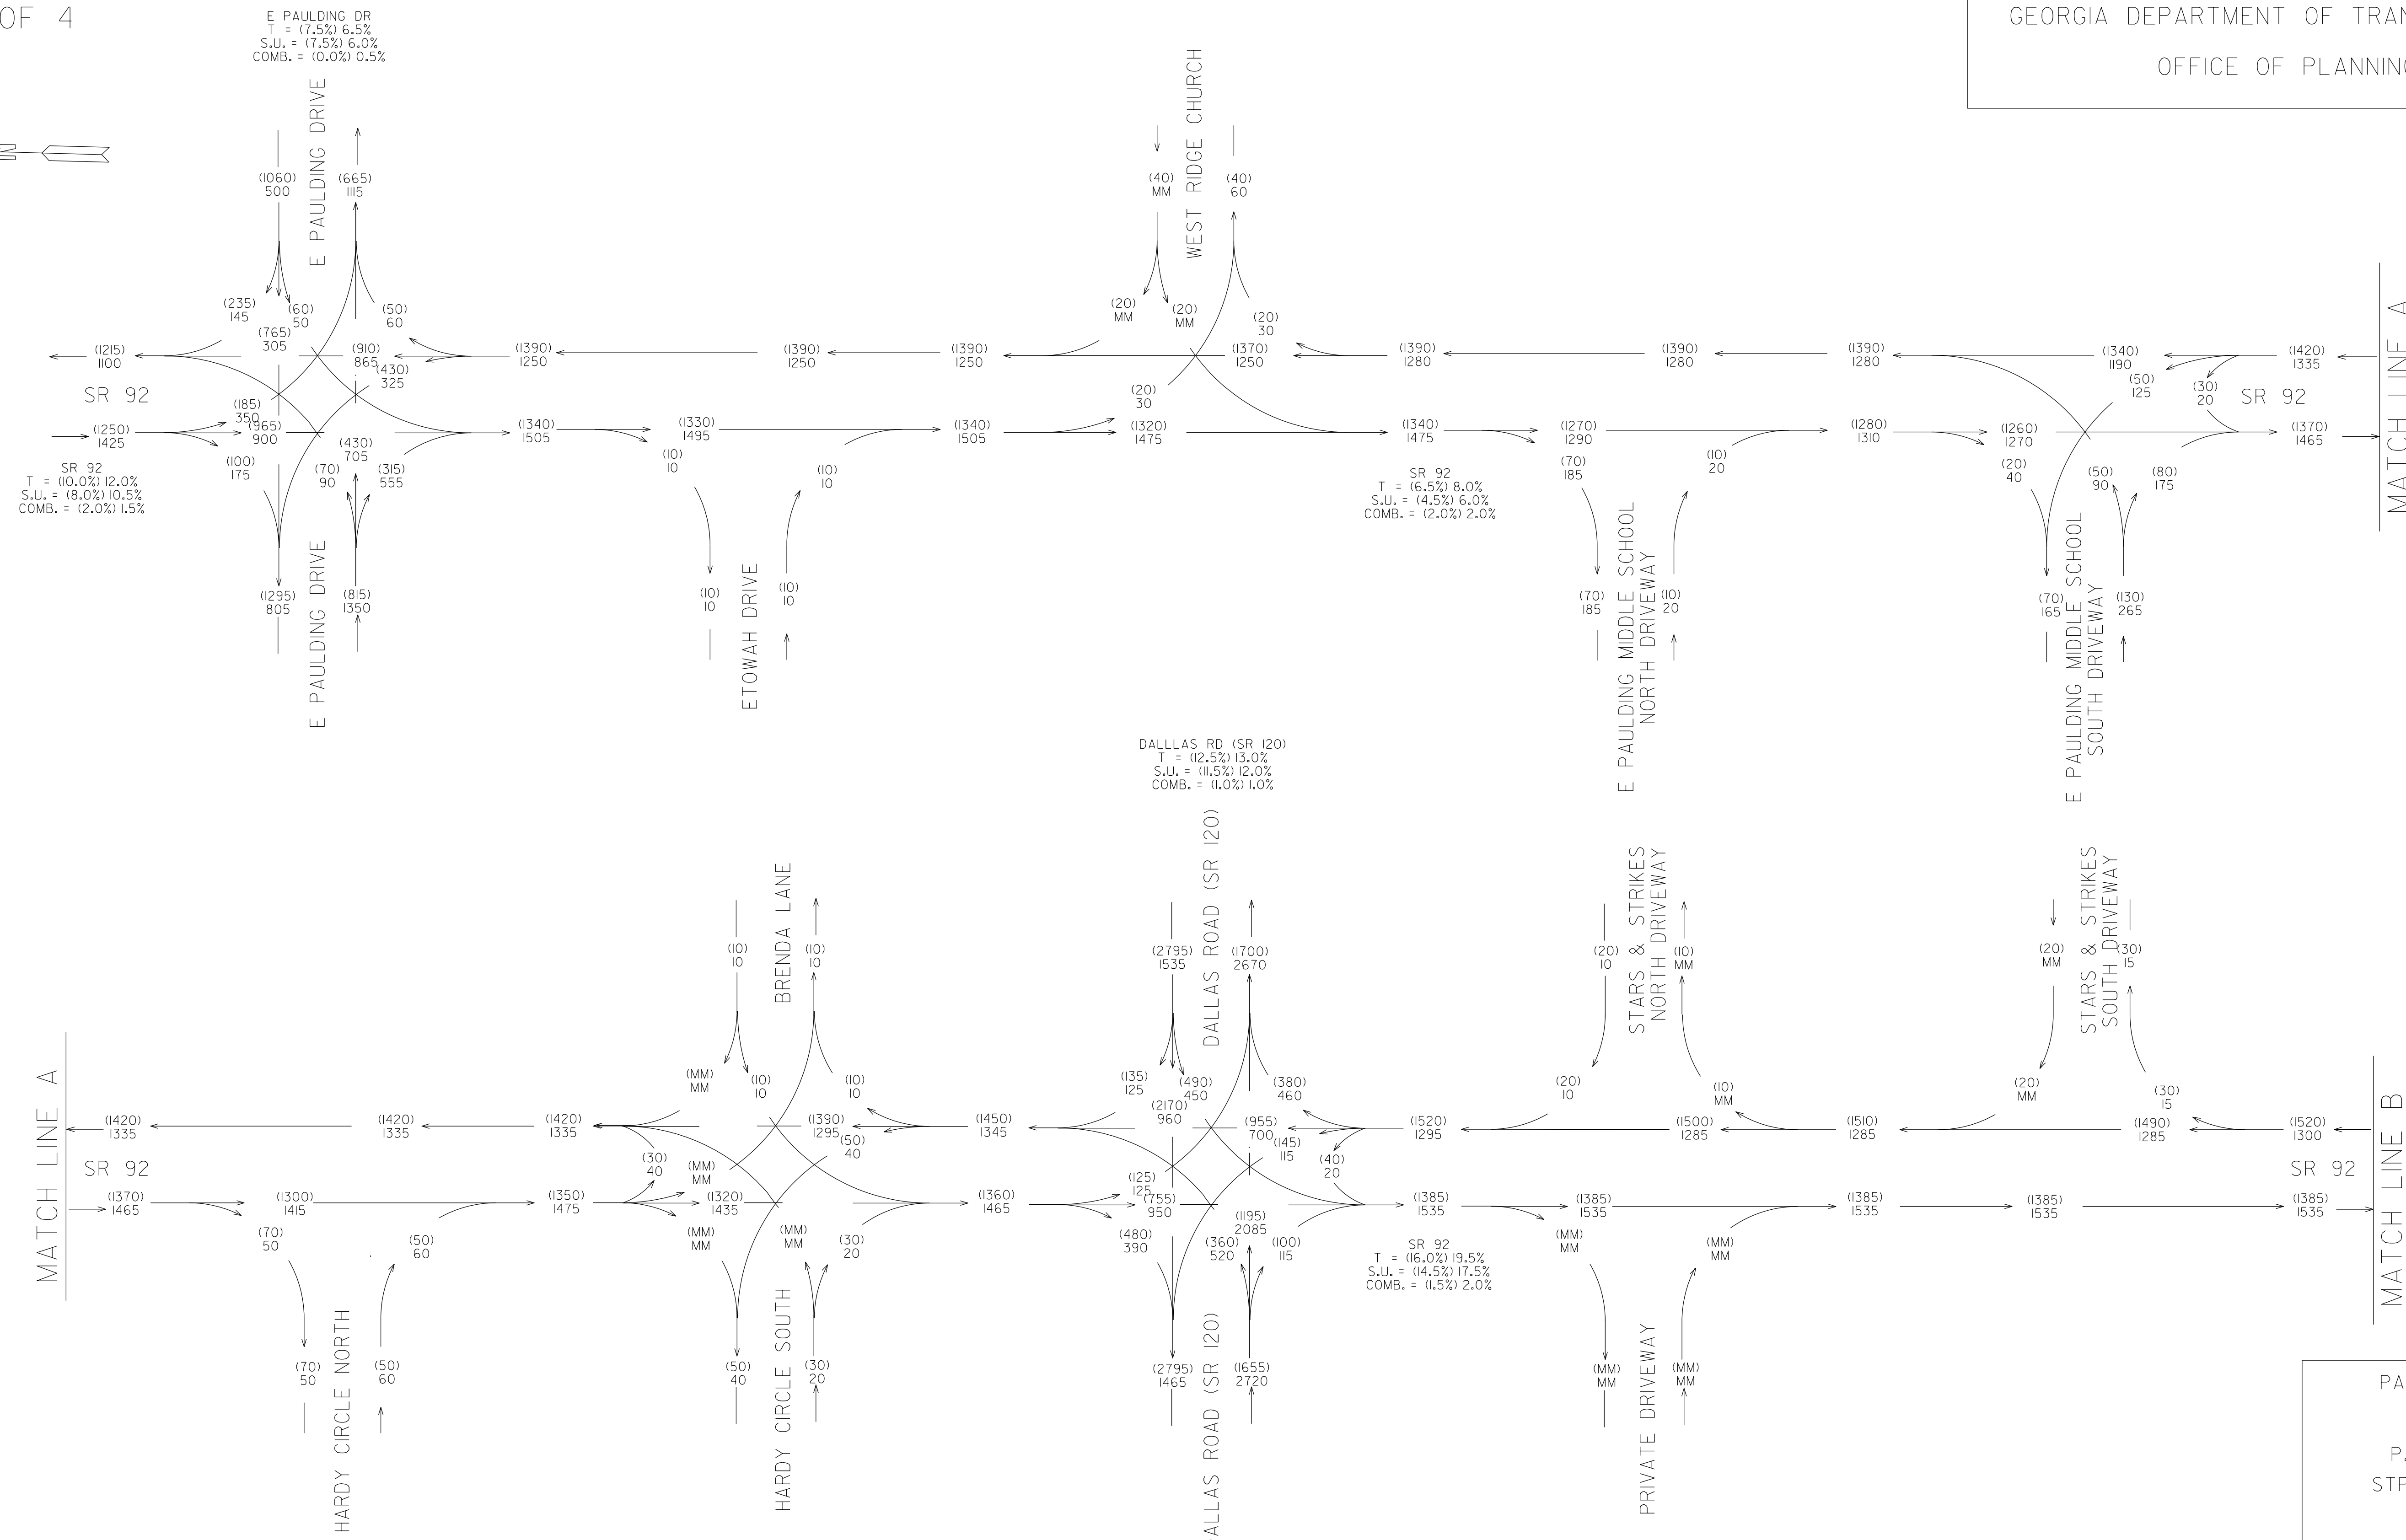 OF 4
GEORGIA DEPARTMENT OF TRAN
OFFICE OF PLANNING
N
E PAULDING DR
T = (7.5%) 6.5%
S.U. = (7.5%) 6.0%
COMB. = (0.0%) 0.5%
E PAULDING DRIVE
(1060)
500
(665)
1115
(235)
145
(60)
50
(50)
60
(765)
305
(910)
865
(430)
325
(1215)
1100
SR 92
(1250)
1425
(185)
350
(965)
900
(100)
175
(430)
705
(70)
90
(315)
555
SR 92
T = (10.0%) 12.0%
S.U. = (8.0%) 10.5%
COMB. = (2.0%) 1.5%
(1295)
805
(815)
1350
E PAULDING DRIVE
(1390)
1250
(1340)
1505
(1390)
1250
(1330)
1495
(10)
10
(10)
10
(10)
10
(10)
10
ETOWAH DRIVE
(1390)
1250
(1340)
1505
WEST RIDGE CHURCH
(40)
MM
(40)
60
(20)
MM
(20)
MM
(20)
30
(1370)
1250
(20)
30
(1320)
1475
(1390)
1280
(1340)
1475
SR 92
T = (6.5%) 8.0%
S.U. = (4.5%) 6.0%
COMB. = (2.0%) 2.0%
(1390)
1280
(1270)
1290
(70)
185
(10)
20
(70)
185
(10)
20
E PAULDING MIDDLE SCHOOL
NORTH DRIVEWAY
(1390)
1280
(1280)
1310
(1340)
1190
(50)
125
(30)
20
(1420)
1335
SR 92
(1260)
1270
(20)
40
(50)
90
(80)
175
(1370)
1465
(70)
165
(130)
265
E PAULDING MIDDLE SCHOOL
SOUTH DRIVEWAY
MATCH LINE A
MATCH LINE A
(1420)
1335
SR 92
(1370)
1465
(1420)
1335
(1300)
1415
(70)
50
(50)
60
(70)
50
(50)
60
HARDY CIRCLE NORTH
(1420)
1335
(1350)
1475
BRENDA LANE
(10)
10
(10)
10
(MM)
MM
(10)
10
(10)
10
(1390)
1295
(50)
40
(30)
40
(MM)
MM
(1320)
1435
(MM)
MM
(MM)
MM
(30)
20
(50)
40
(30)
20
HARDY CIRCLE SOUTH
(1450)
1345
(1360)
1465
DALLLAS RD (SR 120)
T = (12.5%) 13.0%
S.U. = (11.5%) 12.0%
COMB. = (1.0%) 1.0%
DALLAS ROAD (SR 120)
(2795)
1535
(1700)
2670
(135)
125
(490)
450
(380)
460
(2170)
960
(955)
700
(145)
115
(40)
20
(125)
125
(755)
950
(480)
390
(1195)
2085
(360)
520
(100)
115
(2795)
1465
(1655)
2720
ALLAS ROAD (SR 120)
(1520)
1295
(1385)
1535
SR 92
T = (16.0%) 19.5%
S.U. = (14.5%) 17.5%
COMB. = (1.5%) 2.0%
STARS & STRIKES
NORTH DRIVEWAY
(20)
10
(10)
MM
(20)
10
(10)
MM
(1500)
1285
(1385)
1535
(MM)
MM
(MM)
MM
(MM)
MM
(MM)
MM
PRIVATE DRIVEWAY
(1510)
1285
(1385)
1535
STARS & STRIKES
SOUTH DRIVEWAY
(20)
MM
(30)
15
(20)
MM
(30)
15
(1490)
1285
(1385)
1535
(1520)
1300
SR 92
(1385)
1535
MATCH LINE B
PA
P.
STP